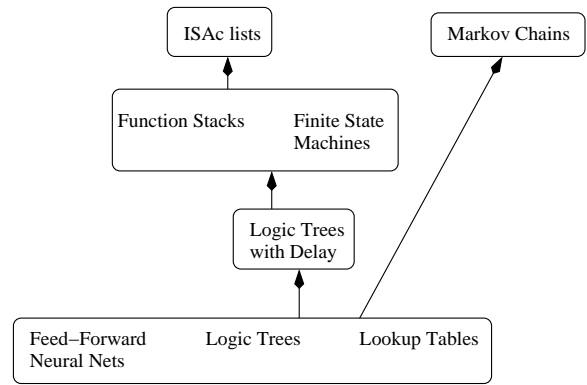 ISAc lists
Markov Chains
Function Stacks
Finite State
Machines
Logic Trees
with Delay
Feed−Forward
Neural Nets
Logic Trees
Lookup Tables